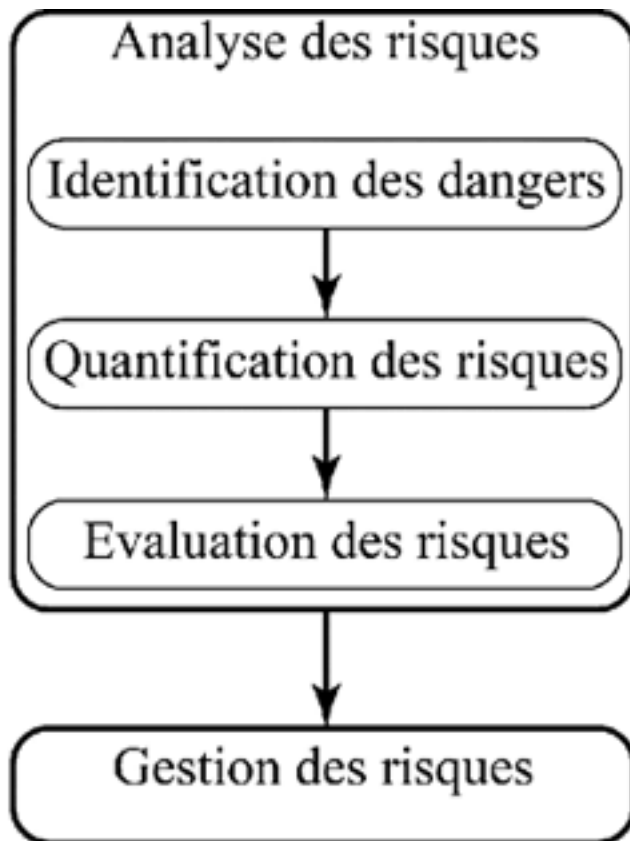 Analyse des risques
Identification des dangers
Quantification des risques
Evaluation des risques
Gestion des risques